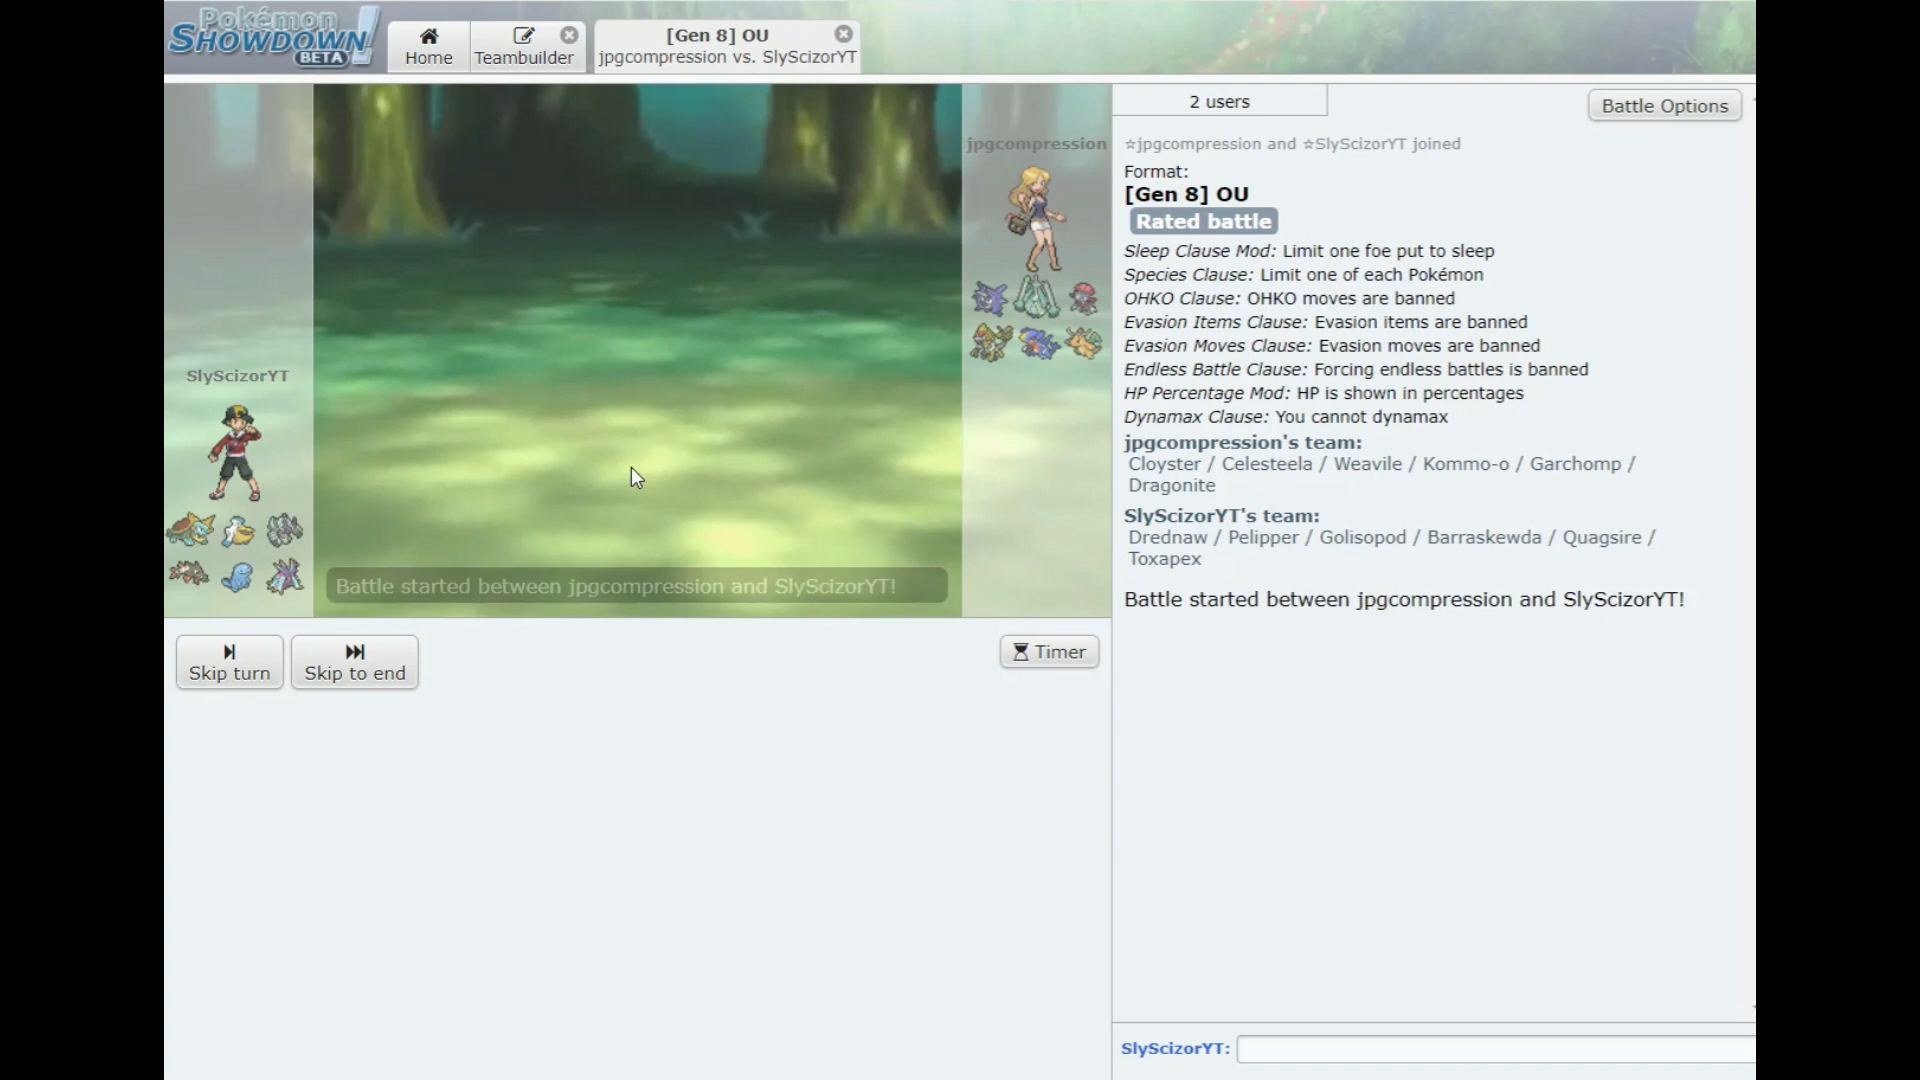 Pokémon
SHOWDOWN!
BETA
Home
Teambuilder
[Gen 8] OU
jpgcompression vs. SlyScizorYT
2 users
Battle Options
jpgcompression
SlyScizorYT
Battle started between jpgcompression and SlyScizorYT!
Skip turn
Skip to end
Timer
☆jpgcompression and ☆SlyScizorYT joined
Format:
[Gen 8] OU
Rated battle
Sleep Clause Mod: Limit one foe put to sleep
Species Clause: Limit one of each Pokémon
OHKO Clause: OHKO moves are banned
Evasion Items Clause: Evasion items are banned
Evasion Moves Clause: Evasion moves are banned
Endless Battle Clause: Forcing endless battles is banned
HP Percentage Mod: HP is shown in percentages
Dynamax Clause: You cannot dynamax
jpgcompression's team:
Cloyster / Celesteela / Weavile / Kommo-o / Garchomp /
Dragonite
SlyScizorYT's team:
Drednaw / Pelipper / Golisopod / Barraskewda / Quagsire /
Toxapex
Battle started between jpgcompression and SlyScizorYT!
SlyScizorYT: